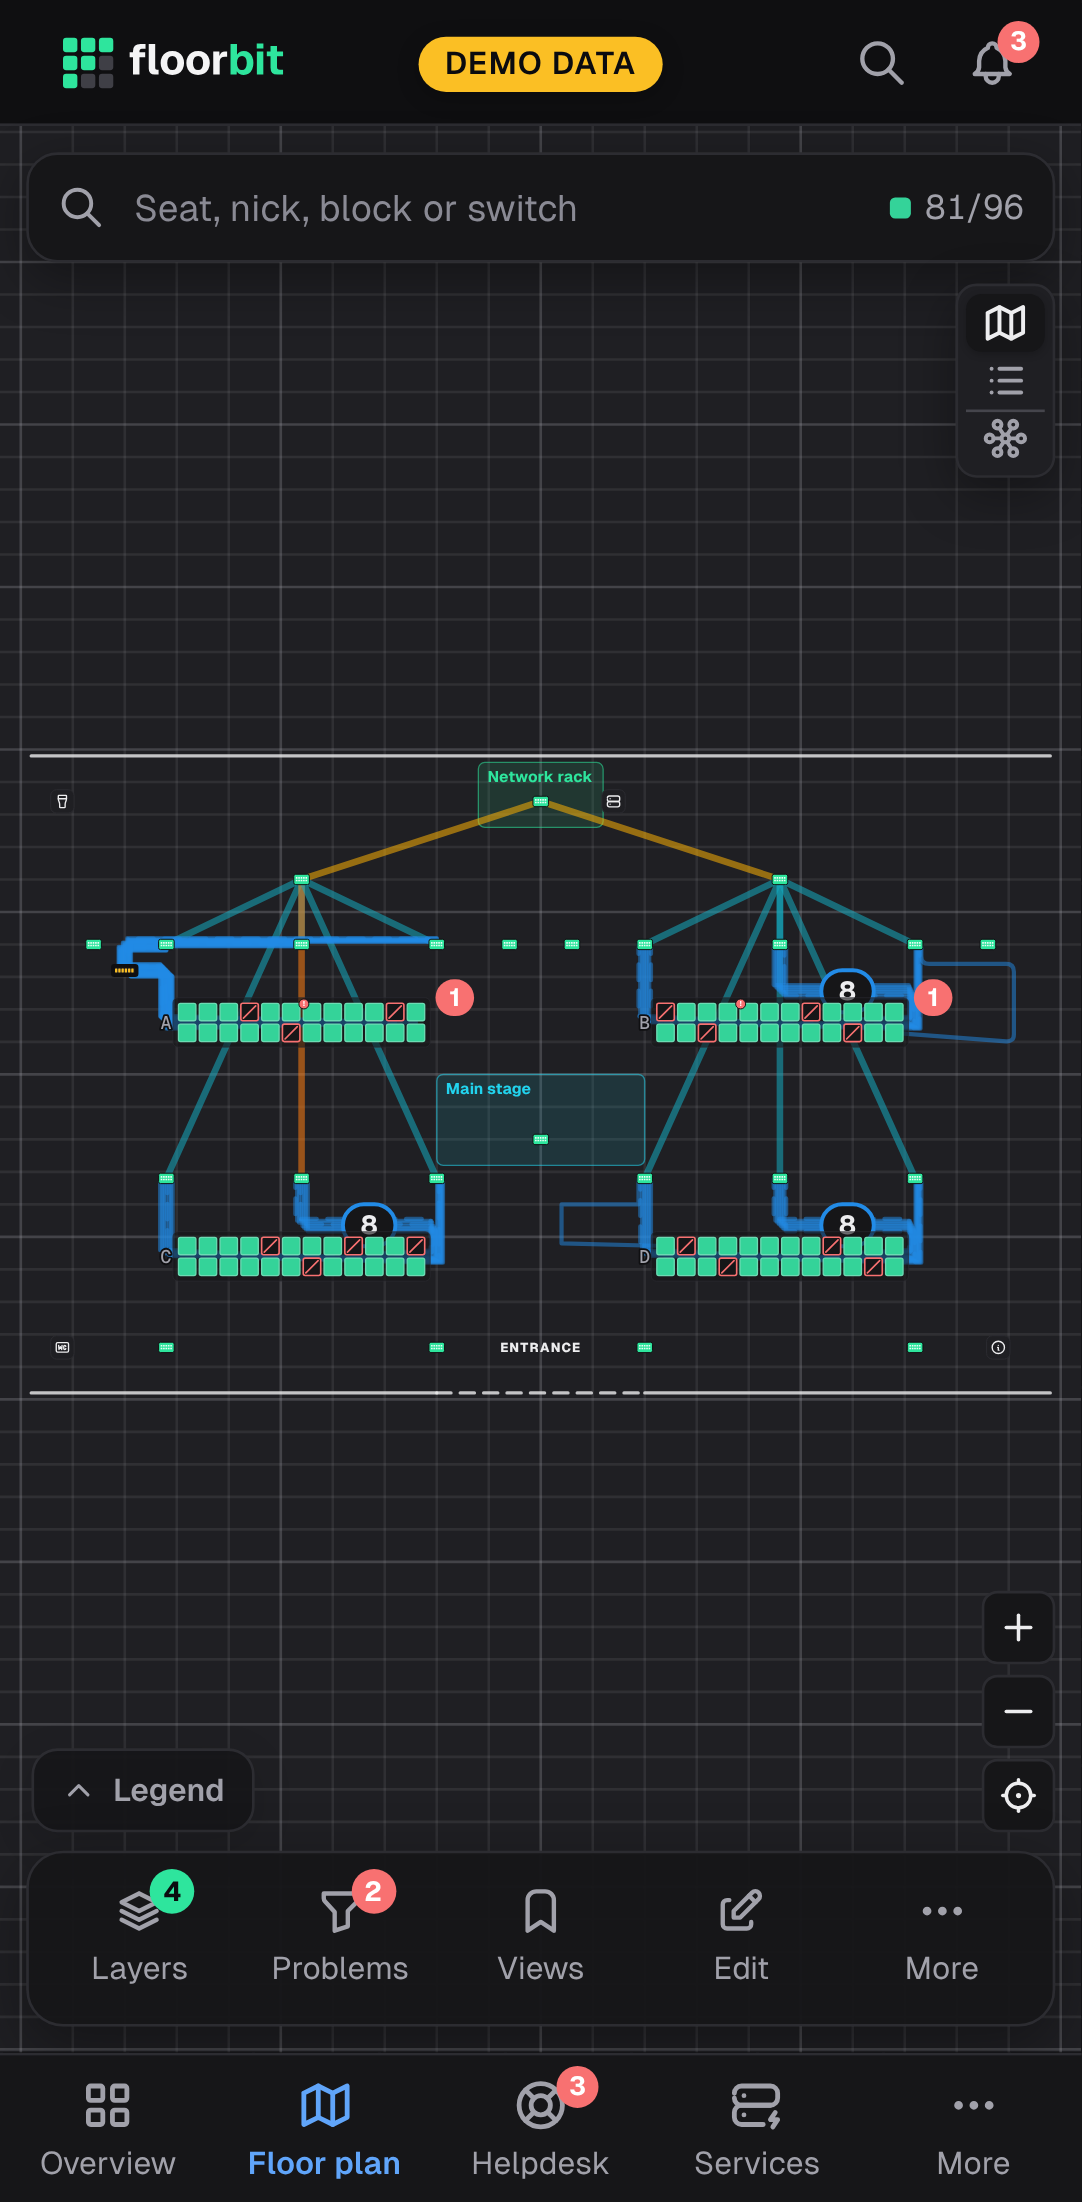 floorbit
DEMO DATA
3
Seat, nick, block or switch
81/96
Network rack
A
1
B
8
1
Main stage
C
8
D
8
WC
ENTRANCE
Legend
4
2
Layers
Problems
Views
Edit
More
3
Overview
Floor plan
Helpdesk
Services
More